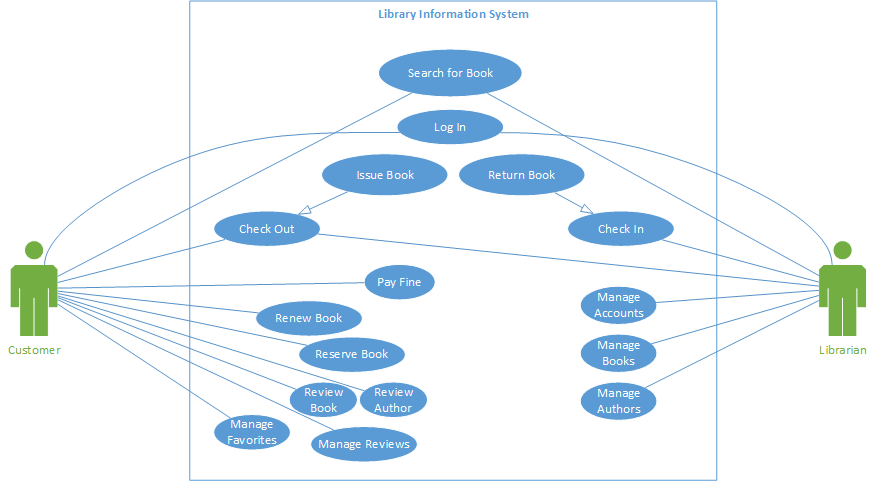 Library Information System
Search for Book
Log In
Issue Book
Return Book
Check Out
Check In
Pay Fine
Manage
Accounts
Renew Book
Manage
Books
Reserve Book
Customer
Librarian
Review
Book
Review
Author
Manage
Authors
Manage
Favorites
Manage Reviews